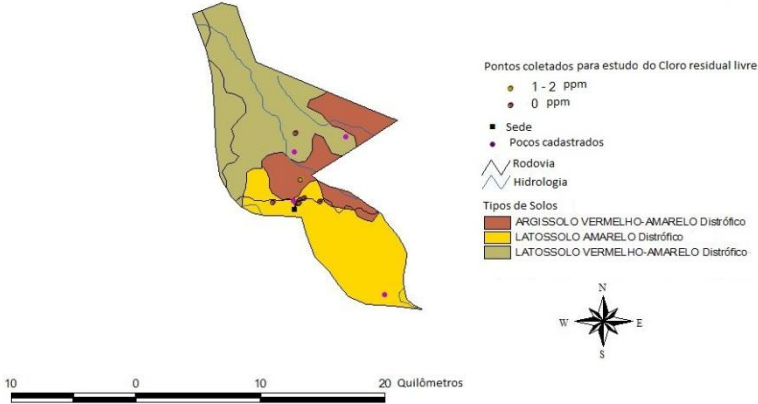 Pontos coletados para estudo do Cloro residual livre
1 - 2 ppm
0 ppm
Sede
Poços cadastrados
Rodovia
Hidrologia
Tipos de Solos
ARGISSOLO VERMELHO-AMARELO Distrófico
LATOSSOLO AMARELO Distrófico
LATOSSOLO VERMELHO-AMARELO Distrófico
N
W E
S
10 0 10 20 Quilômetros